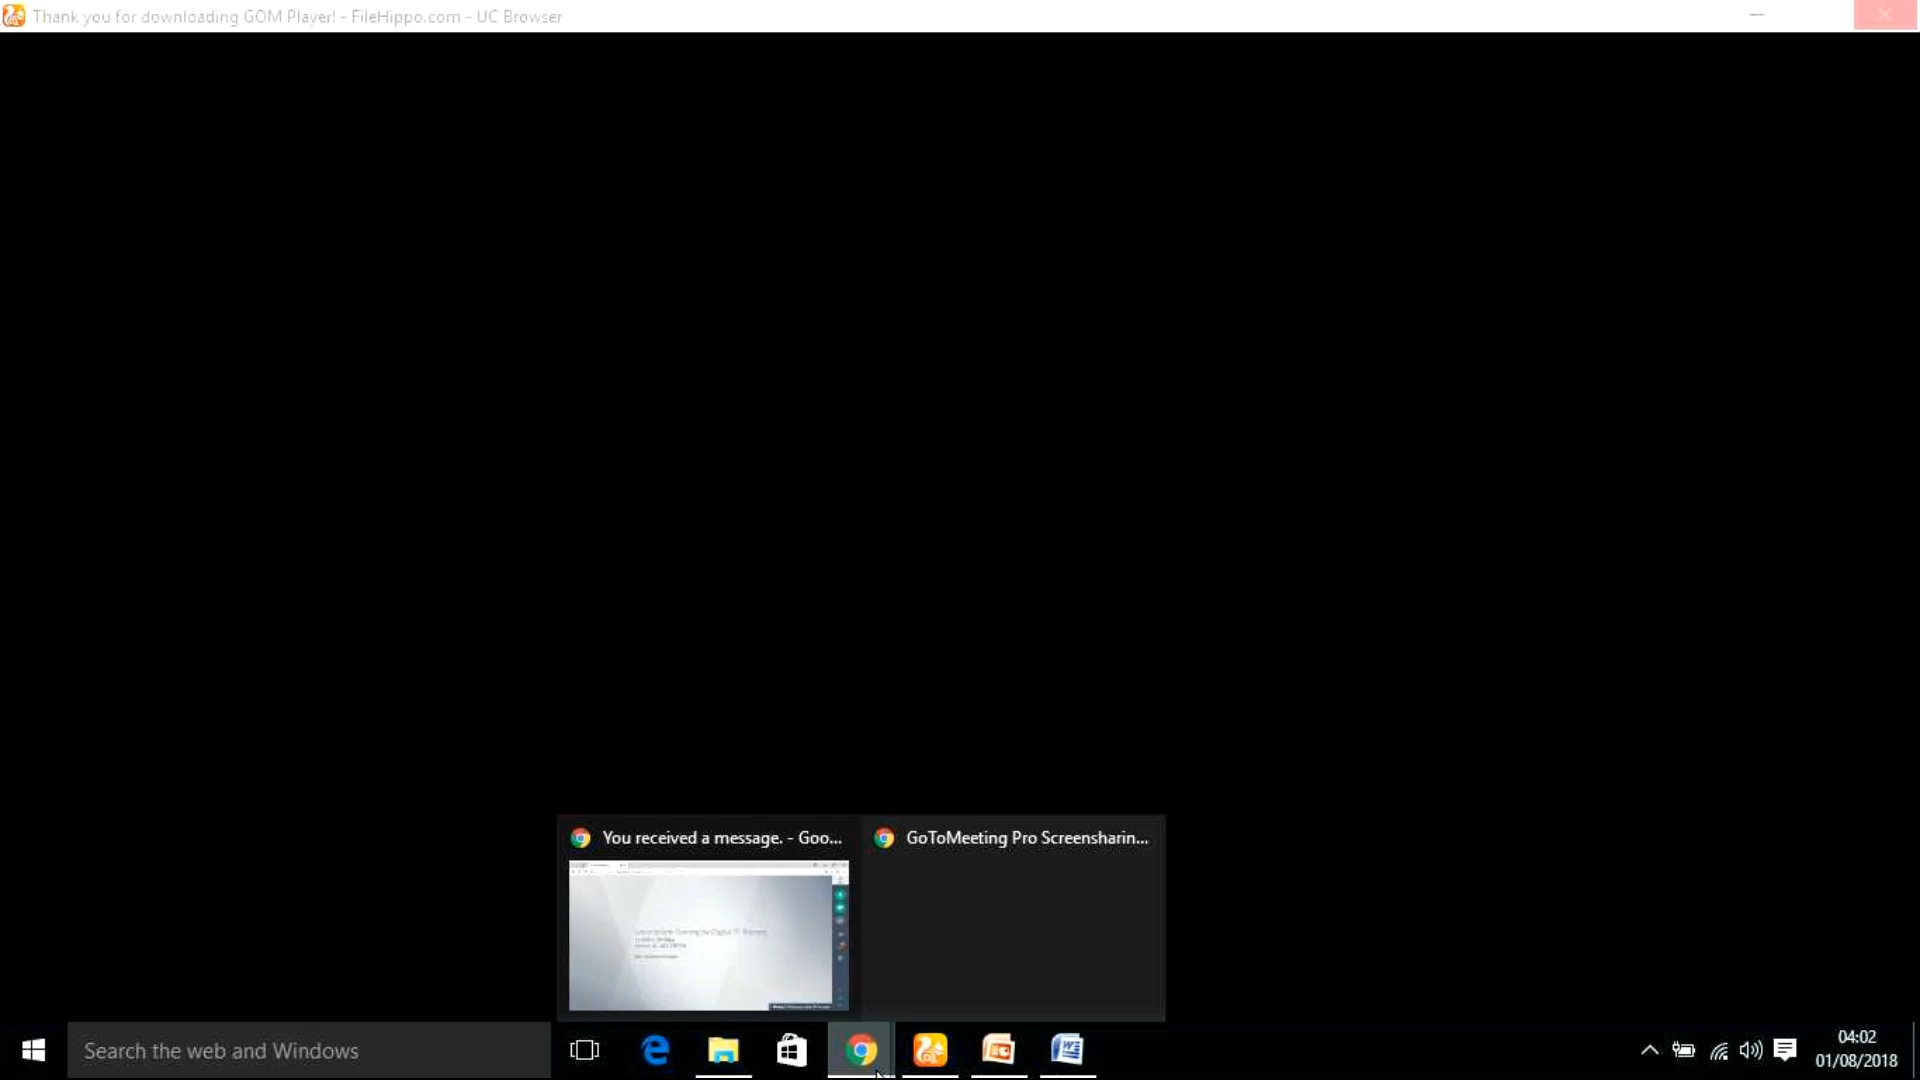 Thank you for downloading GOM Player! - FileHippo.com - UC Browser
You received a message. - Goo...
GoToMeeting Pro Screensharin...
Search the web and Windows
04:02
01/08/2018